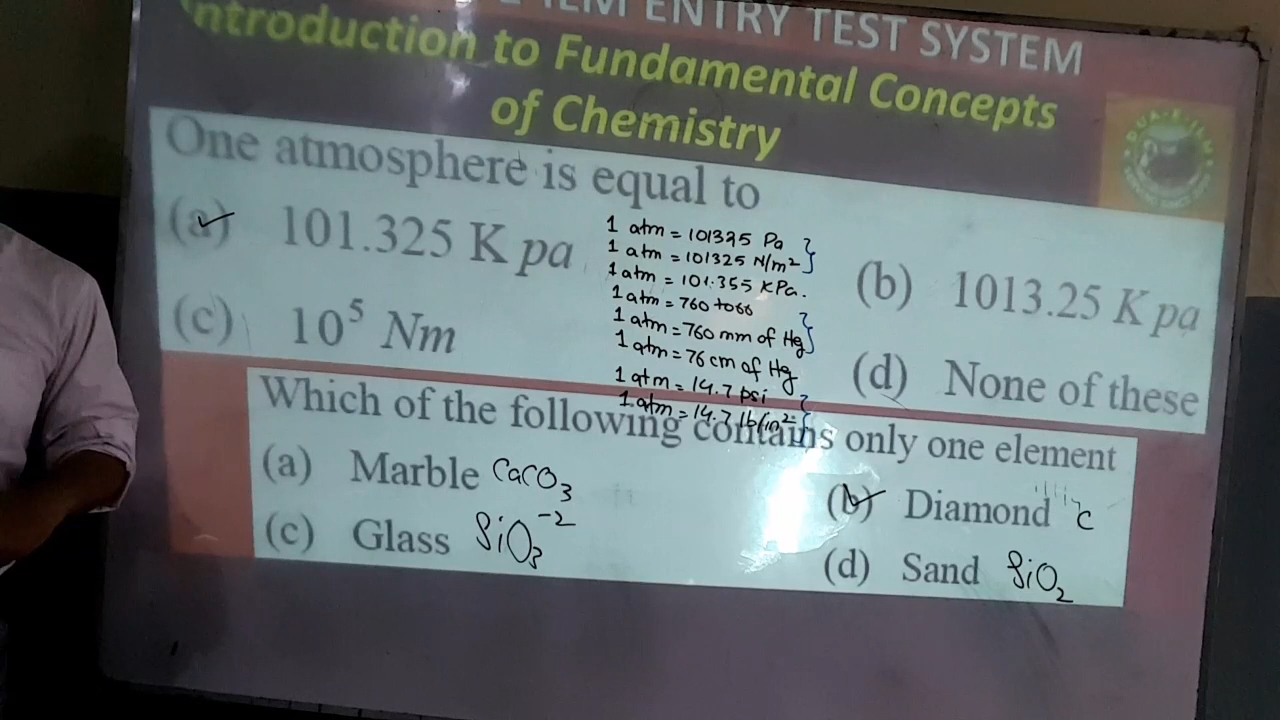 ENTRY TEST SYSTEM
ntroduction to Fundamental Concepts
of Chemistry
One atmosphere is equal to
(a) 101.325 K pa
(b) 1013.25 K pa
(c) 10⁵ Nm
(d) None of these
1 atm = 101325 Pa
1 atm = 101325 N/m²
1 atm = 101.355 KPa.
1 atm = 760
1 atm = 760 mm of Hg
1 atm = 76 cm of Hg
1 atm = 14.7 psi
1 atm = 14.7 lb/in²
Which of the following contains only one element
(a) Marble CaCO₃
(b) Diamond C
(c) Glass SiO₃⁻²
(d) Sand SiO₂